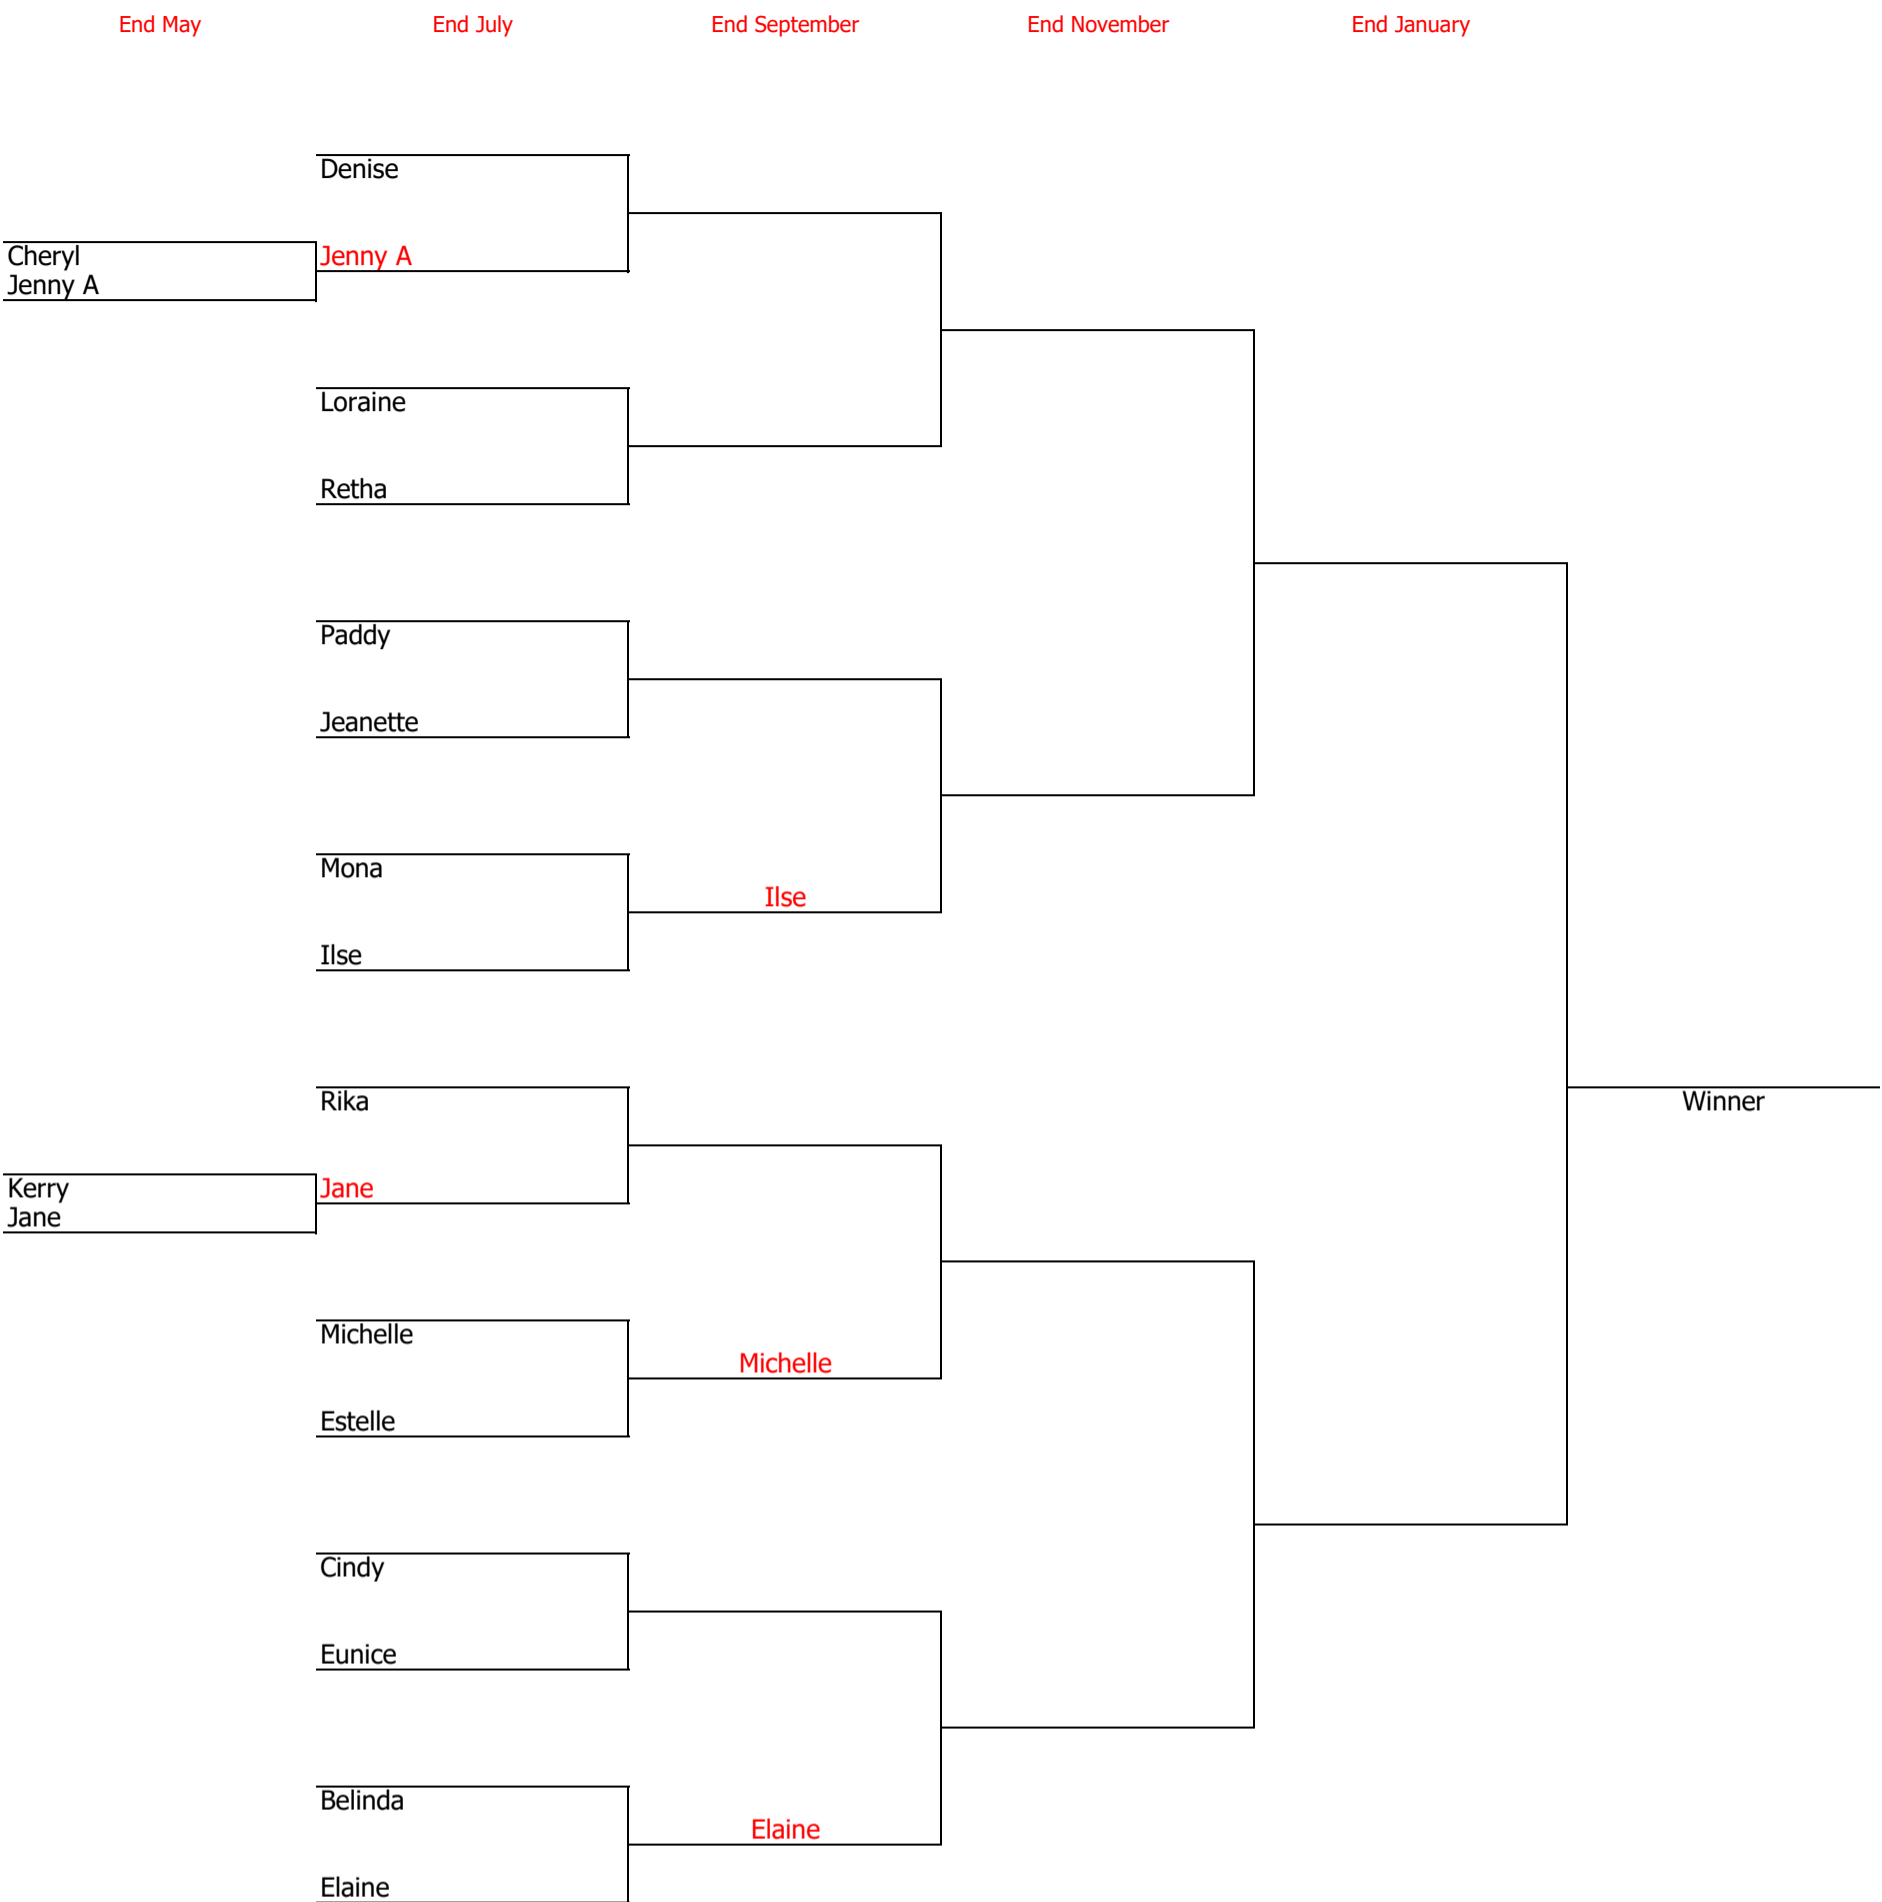 End May
End July
End September
End November
End January
Denise
Cheryl
Jenny A
Jenny A
Loraine
Retha
Paddy
Jeanette
Mona
Ilse
Ilse
Rika
Winner
Kerry
Jane
Jane
Michelle
Michelle
Estelle
Cindy
Eunice
Belinda
Elaine
Elaine